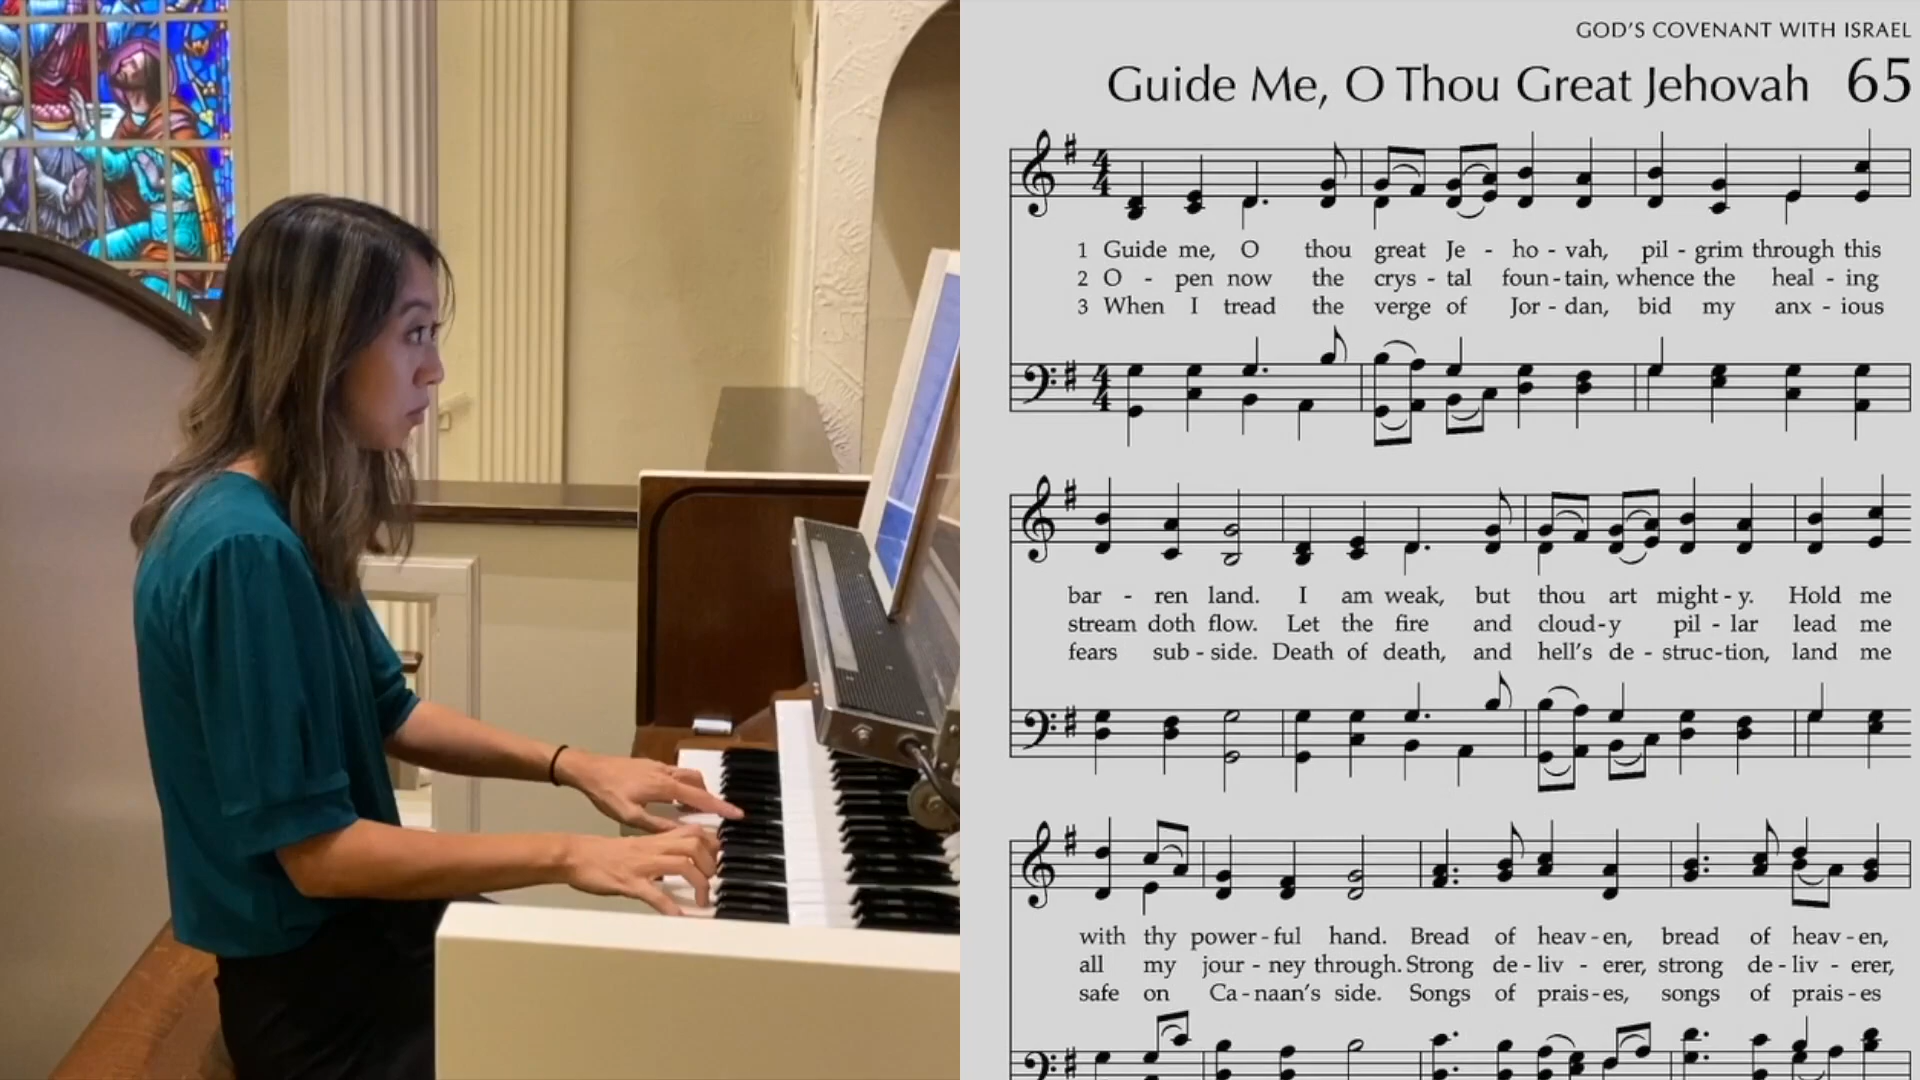 GOD'S COVENANT WITH ISRAEL
Guide Me, O Thou Great Jehovah 65
4
4
1 Guide me, O thou great Je - ho - vah, pil - grim through this
2 O - pen now the crys - tal foun - tain, whence the heal - ing
3 When I tread the verge of Jor - dan, bid my anx - ious
4
4
bar - ren land. I am weak, but thou art might - y. Hold me
stream doth flow. Let the fire and cloud - y pil - lar lead me
fears sub - side. Death of death, and hell's de - struc - tion, land me
with thy power - ful hand. Bread of heav - en, bread of heav - en,
all my jour - ney through. Strong de - liv - erer, strong de - liv - erer,
safe on Ca - naan's side. Songs of prais - es, songs of prais - es